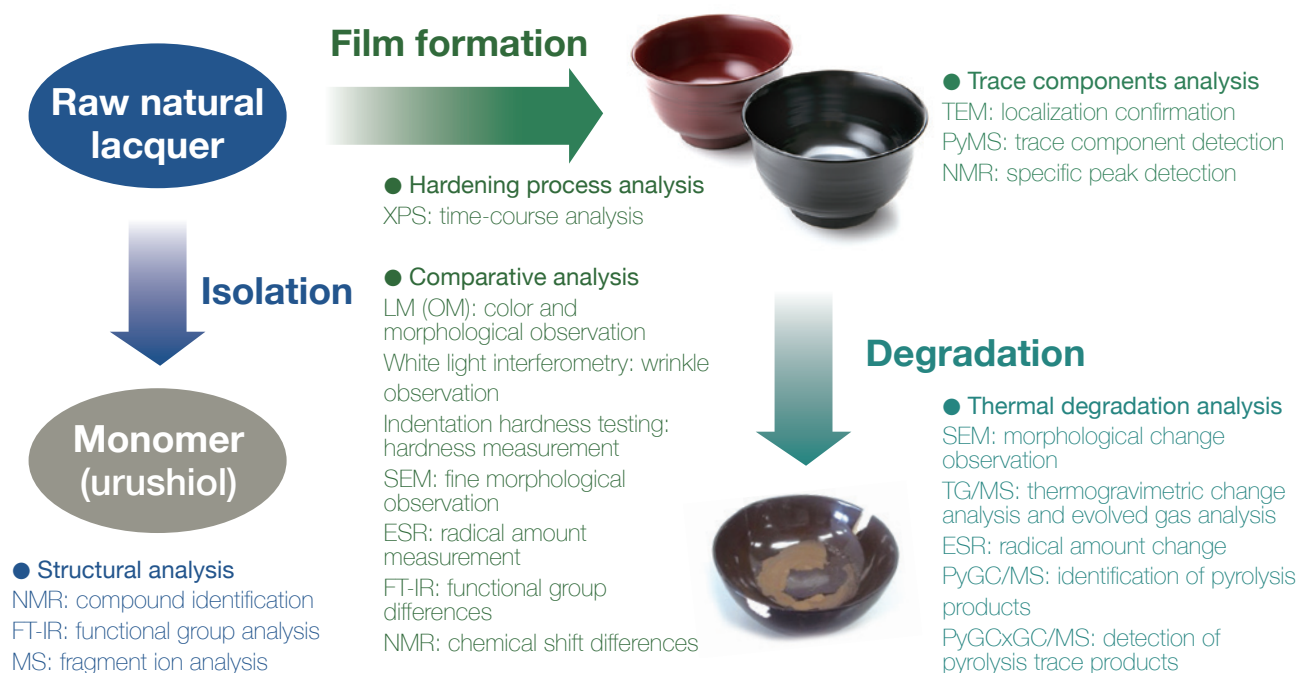 Film formation
Raw natural
lacquer
● Hardening process analysis
XPS: time-course analysis
● Trace components analysis
TEM: localization confirmation
PyMS: trace component detection
NMR: specific peak detection
Isolation
Monomer
(urushiol)
● Structural analysis
NMR: compound identification
FT-IR: functional group analysis
MS: fragment ion analysis
● Comparative analysis
LM (OM): color and
morphological observation
White light interferometry: wrinkle
observation
Indentation hardness testing:
hardness measurement
SEM: fine morphological
observation
ESR: radical amount
measurement
FT-IR: functional group
differences
NMR: chemical shift differences
Degradation
● Thermal degradation analysis
SEM: morphological change
observation
TG/MS: thermogravimetric change
analysis and evolved gas analysis
ESR: radical amount change
PyGC/MS: identification of pyrolysis
products
PyGCxGC/MS: detection of
pyrolysis trace products